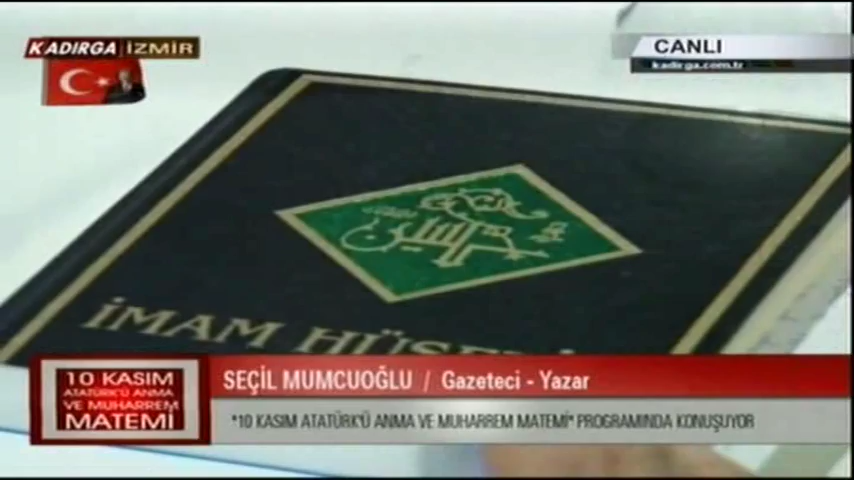 KADIRGA İZMİR
CANLI
kadirga.com.tr
İMAM HÜSE
SEÇİL MUMCUOĞLU / Gazeteci - Yazar
10 KASIM
ATATÜRK'Ü ANMA
VE MUHARREM
MATEMİ
"10 KASIM ATATÜRK'Ü ANMA VE MUHARREM MATEMİ" PROGRAMINDA KONUŞUYOR